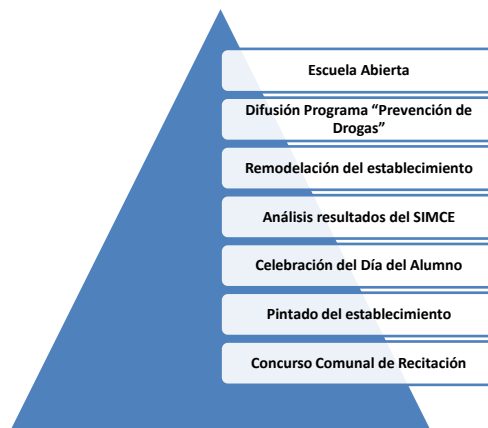 Escuela Abierta
Difusión Programa “Prevención de
Drogas”
Remodelación del establecimiento
Análisis resultados del SIMCE
Celebración del Día del Alumno
Pintado del establecimiento
Concurso Comunal de Recitación